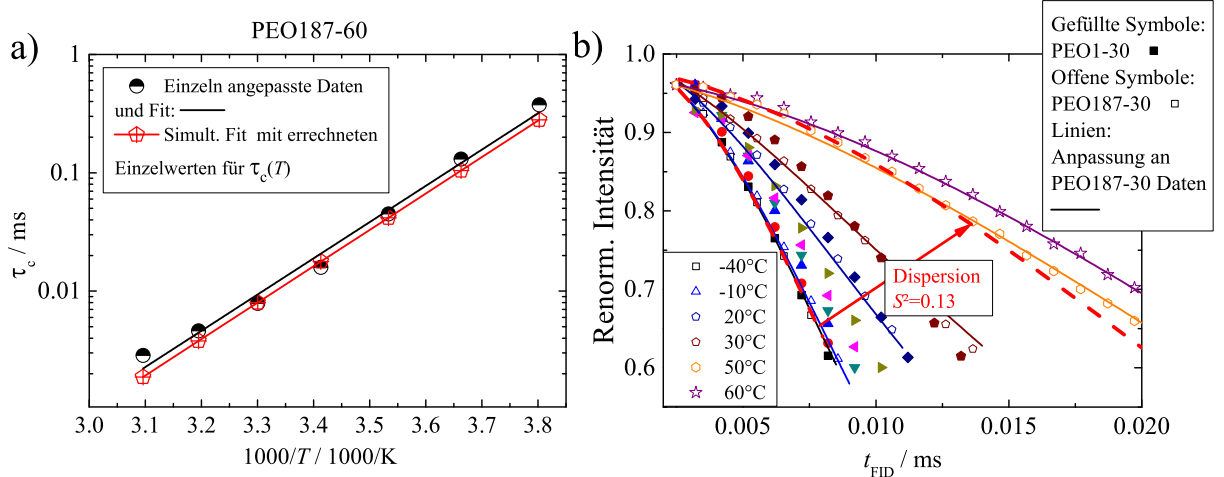 PEO187-60
a)
1
0.1
0.01
τc / ms
Einzeln angepasste Daten
und Fit:
Simult. Fit mit errechneten
Einzelwerten für τc(T)
3.0 3.1 3.2 3.3 3.4 3.5 3.6 3.7 3.8
1000/T / 1000/K
b)
1.0
0.9
0.8
0.7
0.6
Renorm. Intensität
Gefüllte Symbole:
PEO1-30
Offene Symbole:
PEO187-30
Linien:
Anpassung an
PEO187-30 Daten
-40°C
-10°C
20°C
30°C
50°C
60°C
Dispersion
S²=0.13
0.005 0.010 0.015 0.020
tFID / ms